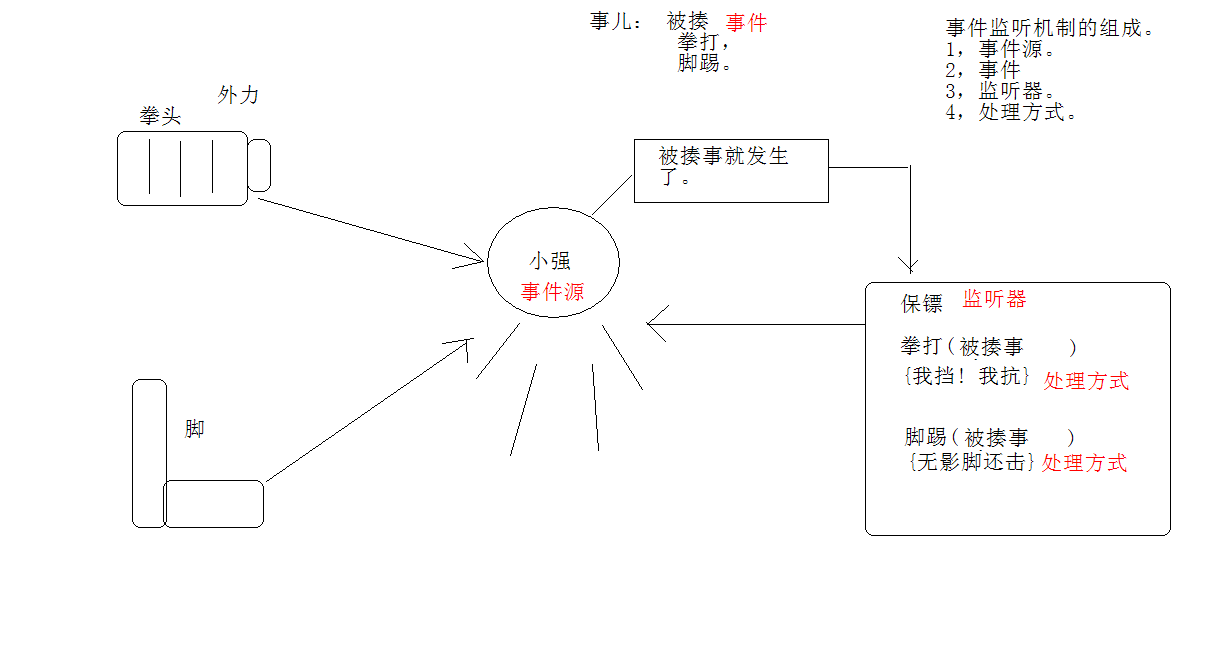 事儿： 被揍 事件
拳打，
脚踢。
事件监听机制的组成。
1，事件源。
2，事件
3，监听器。
4，处理方式。
外力
拳头
被揍事就发生
了。
小强
事件源
保镖 监听器
拳打(被揍事 )
{我挡！我抗} 处理方式
脚
脚踢(被揍事 )
{无影脚还击} 处理方式